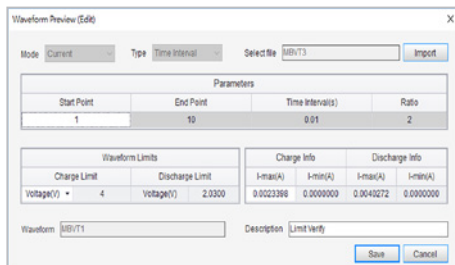 Waveform Preview (Edit) X
Mode Current Type Time Interval Select file MBVT3 Import
Parameters
Start Point End Point Time Interval(s) Ratio
1 10 0.01 2
Waveform Limits Charge Info Discharge Info
Charge Limit Discharge Limit I-max(A) I-min(A) I-max(A) I-min(A)
Voltage(V) 4 Voltage(V) 2.0300 0.0023398 0.0000000 0.0040272 0.0000000
Waveform MBVT1 Description Limit Verify
Save Cancel